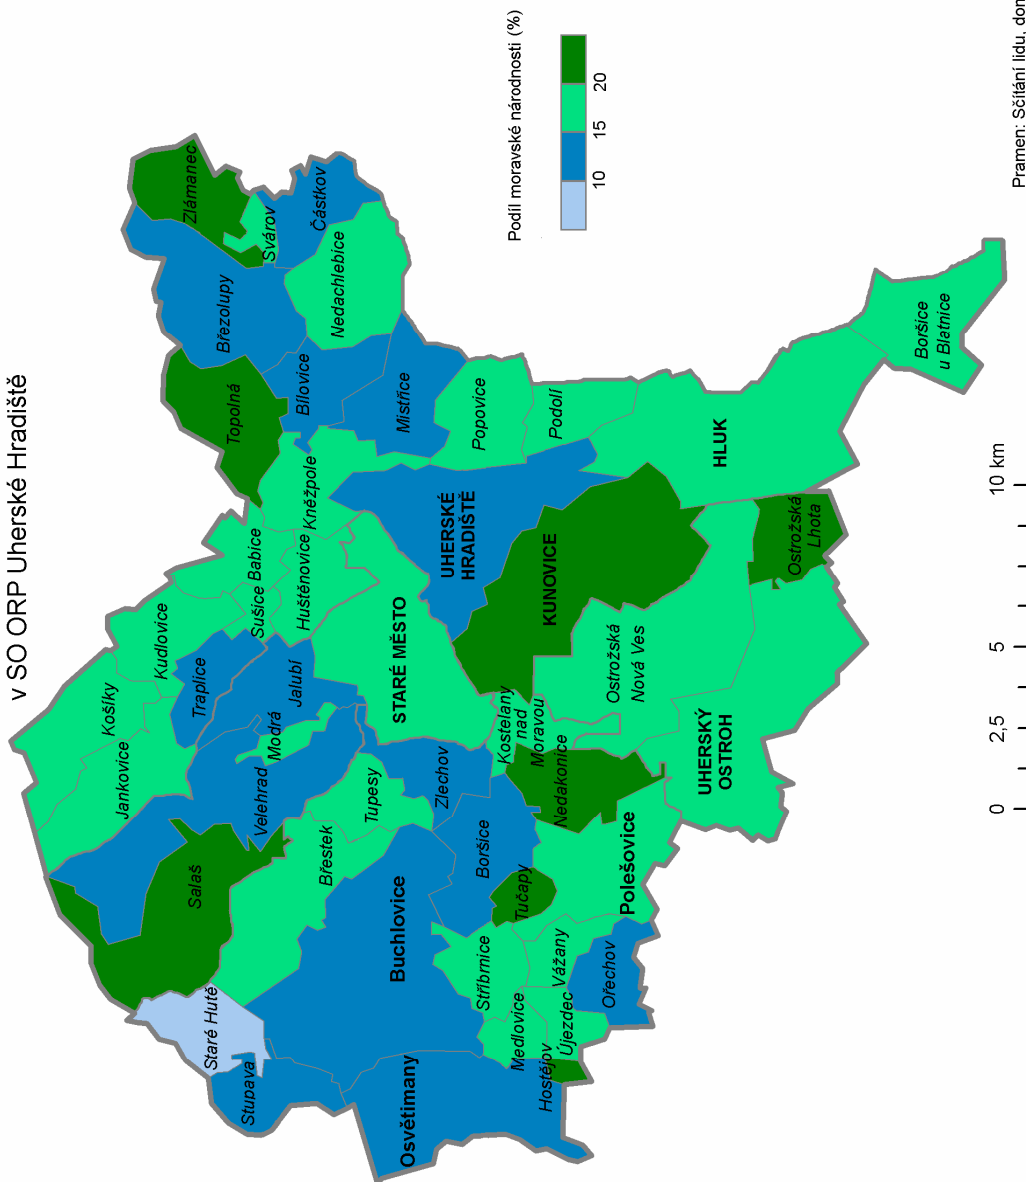 v SO ORP Uherské Hradiště
Podíl moravské národnosti (%)
10
15
20
Zlámanec
Svárov
Částkov
Březolupy
Nedachlebice
Topolná
Bílovice
Mistřice
Popovice
Podolí
Boršice
u Blatnice
HLUK
Kněžpole
UHERSKÉ
HRADIŠTĚ
Babice
Sušice
Huštěnovice
Kudlovice
Traplice
Jalubí
STARÉ MĚSTO
KUNOVICE
Ostrožská
Lhota
Ostrožská
Nová Ves
Košíky
Jankovice
Modrá
Velehrad
Tupesy
Zlechov
Kostelany
nad
Moravou
Nedakonice
UHERSKÝ
OSTROH
Salaš
Břestek
Boršice
Tučapy
Polešovice
Buchlovice
Stříbrnice
Vážany
Ořechov
Medlovice
Újezdec
Staré Hutě
Stupava
Osvětimany
Hostějov
0
2,5
5
10 km
Pramen: Sčítání lidu,